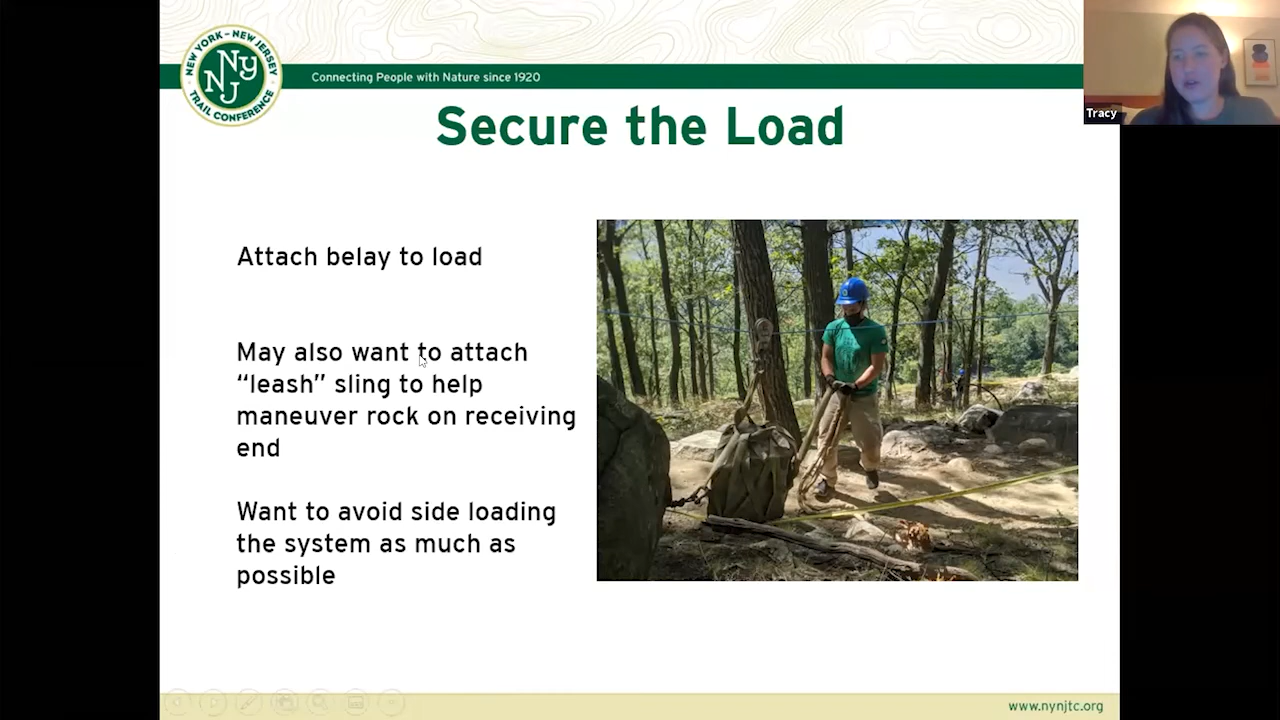 NEW YORK - NEW JERSEY
NY
NJ
TRAIL CONFERENCE
Connecting People with Nature since 1920
Tracy
Secure the Load
Attach belay to load
May also want to attach
“leash” sling to help
maneuver rock on receiving
end
Want to avoid side loading
the system as much as
possible
www.nynjtc.org